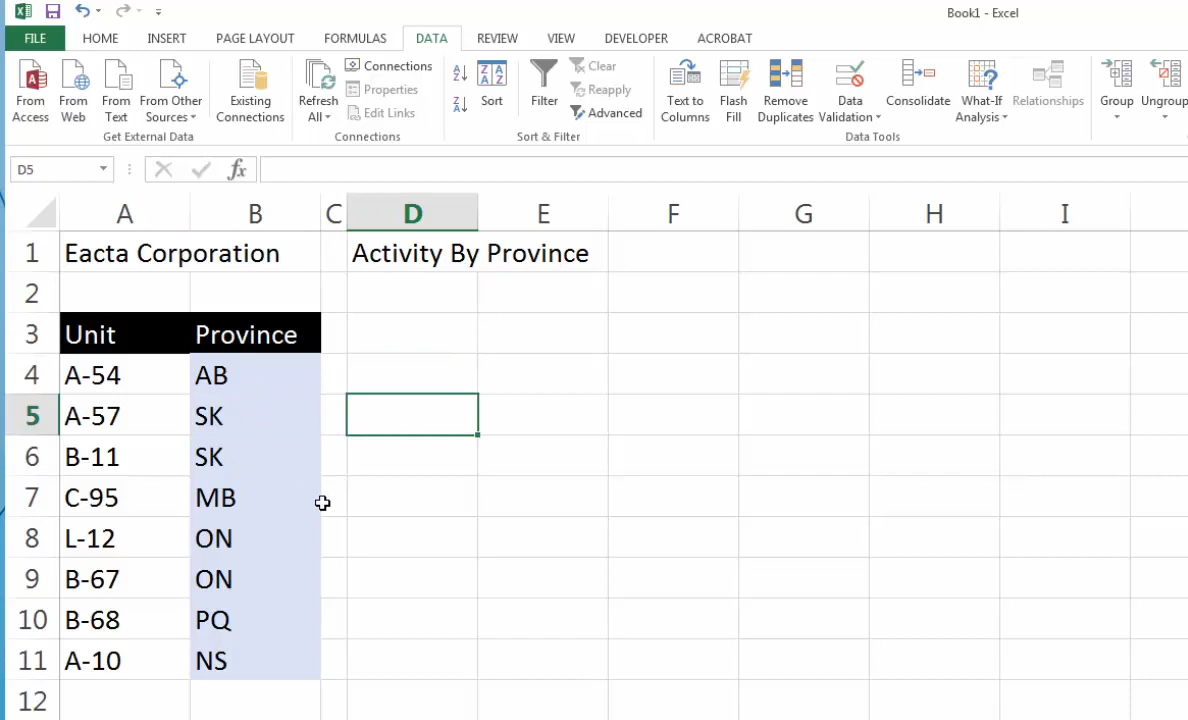 Book1 - Excel
FILE HOME INSERT PAGE LAYOUT FORMULAS DATA REVIEW VIEW DEVELOPER ACROBAT
From Access
From Web
From Text
From Other Sources
Get External Data
Existing Connections
Refresh All
Connections
Properties
Edit Links
Connections
Sort
Filter
Clear
Reapply
Advanced
Sort & Filter
Text to Columns
Flash Fill
Remove Duplicates
Data Validation
Consolidate
What-If Analysis
Relationships
Data Tools
Group
Ungroup
D5 fx
A B C D E F G H I
1 Eacta Corporation Activity By Province
2
3 Unit Province
4 A-54 AB
5 A-57 SK
6 B-11 SK
7 C-95 MB
8 L-12 ON
9 B-67 ON
10 B-68 PQ
11 A-10 NS
12